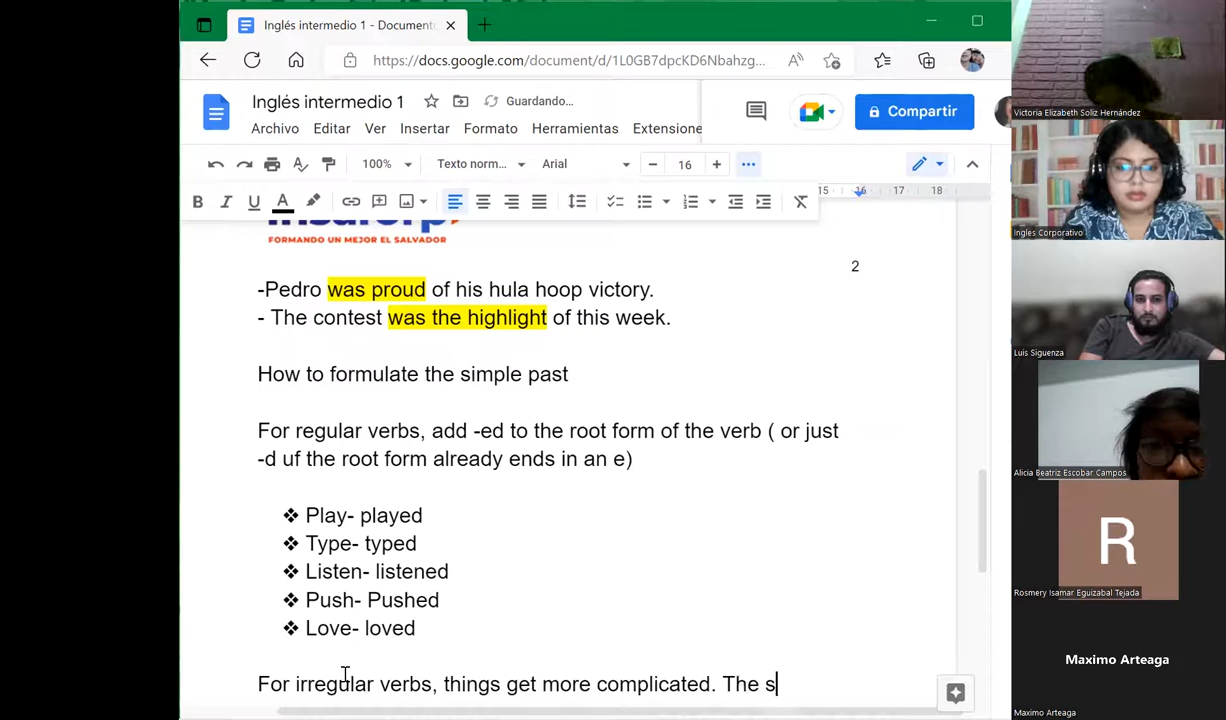 Inglés intermedio 1 - Document
https://docs.google.com/document/d/1L0GB7dpcKD6Nbahzg...
Inglés intermedio 1
Guardando...
Archivo Editar Ver Insertar Formato Herramientas Extensione
Compartir
100% Texto norm... Arial 16
15 16 17 18
FORMANDO UN MEJOR EL SALVADOR
2
-Pedro was proud of his hula hoop victory.
- The contest was the highlight of this week.
How to formulate the simple past
For regular verbs, add -ed to the root form of the verb ( or just
-d uf the root form already ends in an e)
❖ Play- played
❖ Type- typed
❖ Listen- listened
❖ Push- Pushed
❖ Love- loved
For irregular verbs, things get more complicated. The s
Victoria Elizabeth Soliz Hernández
Ingles Corporativo
Luis Siguenza
Alicia Beatriz Escobar Campos
R
Rosmery Isamar Eguizabal Tejada
Maximo Arteaga
Maximo Arteaga